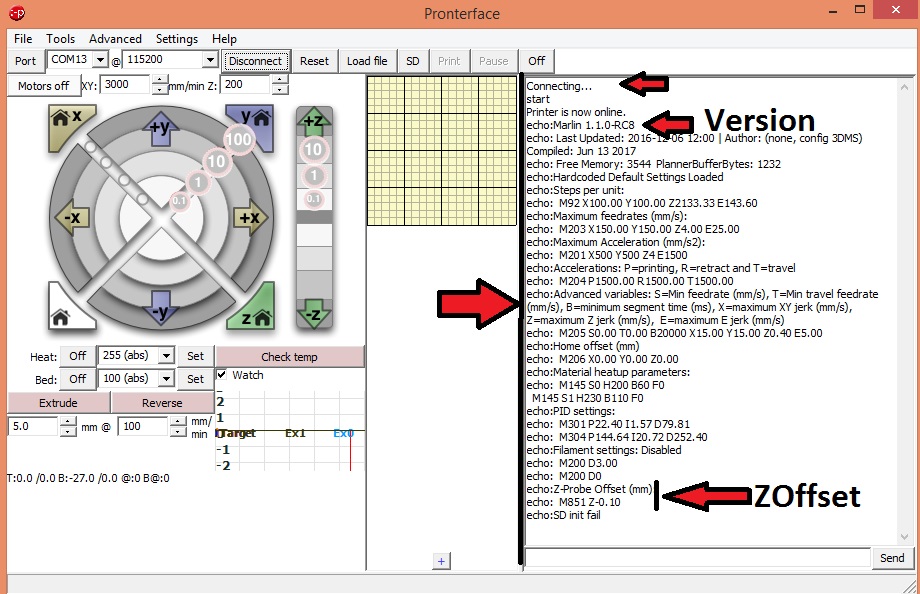 Pronterface
File Tools Advanced Settings Help
Port COM13 @ 115200 Disconnect Reset Load file SD Print Pause Off
Motors off XY: 3000 mm/min Z: 200
x
y
+y
100
10
1
0.1
-x
+x
-y
z
+z
10
1
0.1
-z
Heat: Off 255 (abs) Set Check temp
Bed: Off 100 (abs) Set Watch
Extrude Reverse
5.0 mm @ 100 mm/
min
2
1
Target Ex1 Ex0
-1
-2
T:0.0 /0.0 B:-27.0 /0.0 @:0 B@:0
+
Connecting...
start
Printer is now online.
echo:Marlin 1.1.0-RC8
Version
echo: Last Updated: 2016-12-06 12:00 | Author: (none, config 3DMS)
Compiled: Jun 13 2017
echo: Free Memory: 3544 PlannerBufferBytes: 1232
echo:Hardcoded Default Settings Loaded
echo:Steps per unit:
echo: M92 X100.00 Y100.00 Z2133.33 E143.60
echo:Maximum feedrates (mm/s):
echo: M203 X150.00 Y150.00 Z4.00 E25.00
echo:Maximum Acceleration (mm/s2):
echo: M201 X500 Y500 Z4 E1500
echo:Accelerations: P=printing, R=retract and T=travel
echo: M204 P1500.00 R1500.00 T1500.00
echo:Advanced variables: S=Min feedrate (mm/s), T=Min travel feedrate
(mm/s), B=minimum segment time (ms), X=maximum XY jerk (mm/s),
Z=maximum Z jerk (mm/s), E=maximum E jerk (mm/s)
echo: M205 S0.00 T0.00 B20000 X15.00 Y15.00 Z0.40 E5.00
echo:Home offset (mm)
echo: M206 X0.00 Y0.00 Z0.00
echo:Material heatup parameters:
echo: M145 S0 H200 B60 F0
M145 S1 H230 B110 F0
echo:PID settings:
echo: M301 P22.40 I1.57 D79.81
echo: M304 P144.64 I20.72 D252.40
echo:Filament settings: Disabled
echo: M200 D3.00
echo: M200 D0
echo:Z-Probe Offset (mm)
echo: M851 Z-0.10
ZOffset
echo:SD init fail
Send